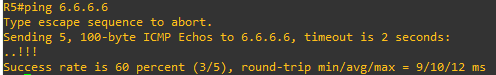 R5#ping 6.6.6.6
Type escape sequence to abort.
Sending 5, 100-byte ICMP Echos to 6.6.6.6, timeout is 2 seconds:
..!!!
Success rate is 60 percent (3/5), round-trip min/avg/max = 9/10/12 ms